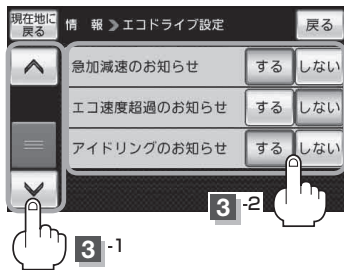 現在地に
戻る
情 報 エコドライブ設定
戻る
急加減速のお知らせ する しない
エコ速度超過のお知らせ する しない
アイドリングのお知らせ する しない
3-2
3-1